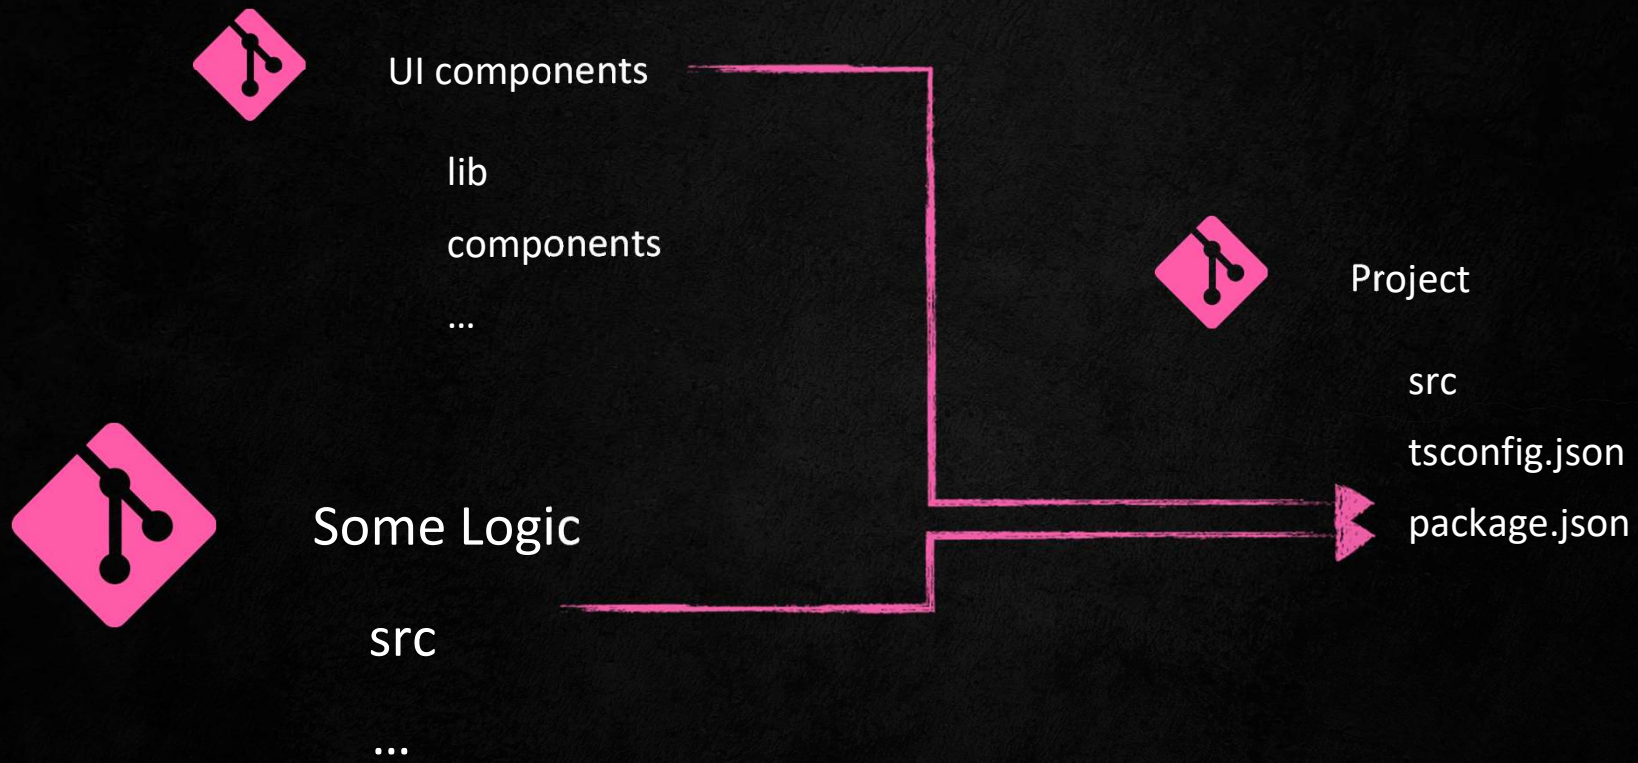 UI components
lib
components
...
Some Logic
src
...
Project
src
tsconfig.json
package.json